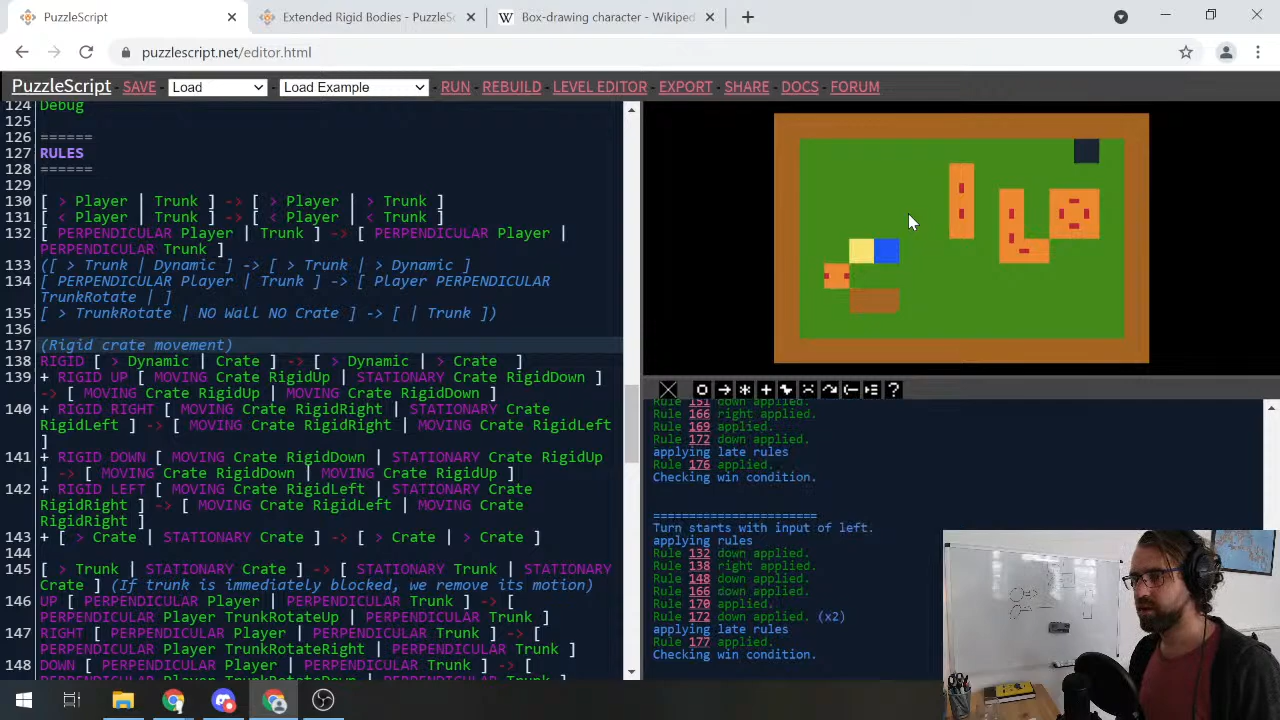 PuzzleScript
Extended Rigid Bodies - PuzzleS
Box-drawing character - Wikiped
puzzlescript.net/editor.html
PuzzleScript - SAVE - Load Load Example - RUN - REBUILD - LEVEL EDITOR - EXPORT - SHARE - DOCS - FORUM
124 Debug
125
126 ======
127 RULES
128 ======
129
130 [ > Player | Trunk ] -> [ > Player | > Trunk ]
131 [ < Player | Trunk ] -> [ < Player | < Trunk ]
132 [ PERPENDICULAR Player | Trunk ] -> [ PERPENDICULAR Player |
PERPENDICULAR Trunk ]
133 ([ > Trunk | Dynamic ] -> [ > Trunk | > Dynamic ]
134 [ PERPENDICULAR Player | Trunk ] -> [ Player PERPENDICULAR
TrunkRotate | ]
135 [ > TrunkRotate | NO Wall NO Crate ] -> [ | Trunk ])
136
137 (Rigid crate movement)
138 RIGID [ > Dynamic | Crate ] -> [ > Dynamic | > Crate  ]
139 + RIGID UP [ MOVING Crate RigidUp | STATIONARY Crate RigidDown ]
-> [ MOVING Crate RigidUp | MOVING Crate RigidDown ]
140 + RIGID RIGHT [ MOVING Crate RigidRight | STATIONARY Crate
RigidLeft ] -> [ MOVING Crate RigidRight | MOVING Crate RigidLeft
]
141 + RIGID DOWN [ MOVING Crate RigidDown | STATIONARY Crate RigidUp
] -> [ MOVING Crate RigidDown | MOVING Crate RigidUp ]
142 + RIGID LEFT [ MOVING Crate RigidLeft | STATIONARY Crate
RigidRight ] -> [ MOVING Crate RigidLeft | MOVING Crate
RigidRight ]
143 + [ > Crate | STATIONARY Crate ] -> [ > Crate | > Crate ]
144
145 [ > Trunk | STATIONARY Crate ] -> [ STATIONARY Trunk | STATIONARY
Crate ] (If trunk is immediately blocked, we remove its motion)
146 UP [ PERPENDICULAR Player | PERPENDICULAR Trunk ] -> [
PERPENDICULAR Player TrunkRotateUp | PERPENDICULAR Trunk ]
147 RIGHT [ PERPENDICULAR Player | PERPENDICULAR Trunk ] -> [
PERPENDICULAR Player TrunkRotateRight | PERPENDICULAR Trunk ]
148 DOWN [ PERPENDICULAR Player | PERPENDICULAR Trunk ] -> [
Rule 151 down applied.
Rule 166 right applied.
Rule 169 applied.
Rule 172 down applied.
applying late rules
Rule 176 applied.
Checking win condition.
=======================
Turn starts with input of left.
applying rules
Rule 132 down applied.
Rule 138 right applied.
Rule 148 down applied.
Rule 166 down applied.
Rule 170 applied.
Rule 172 down applied. (x2)
applying late rules
Rule 177 applied.
Checking win condition.